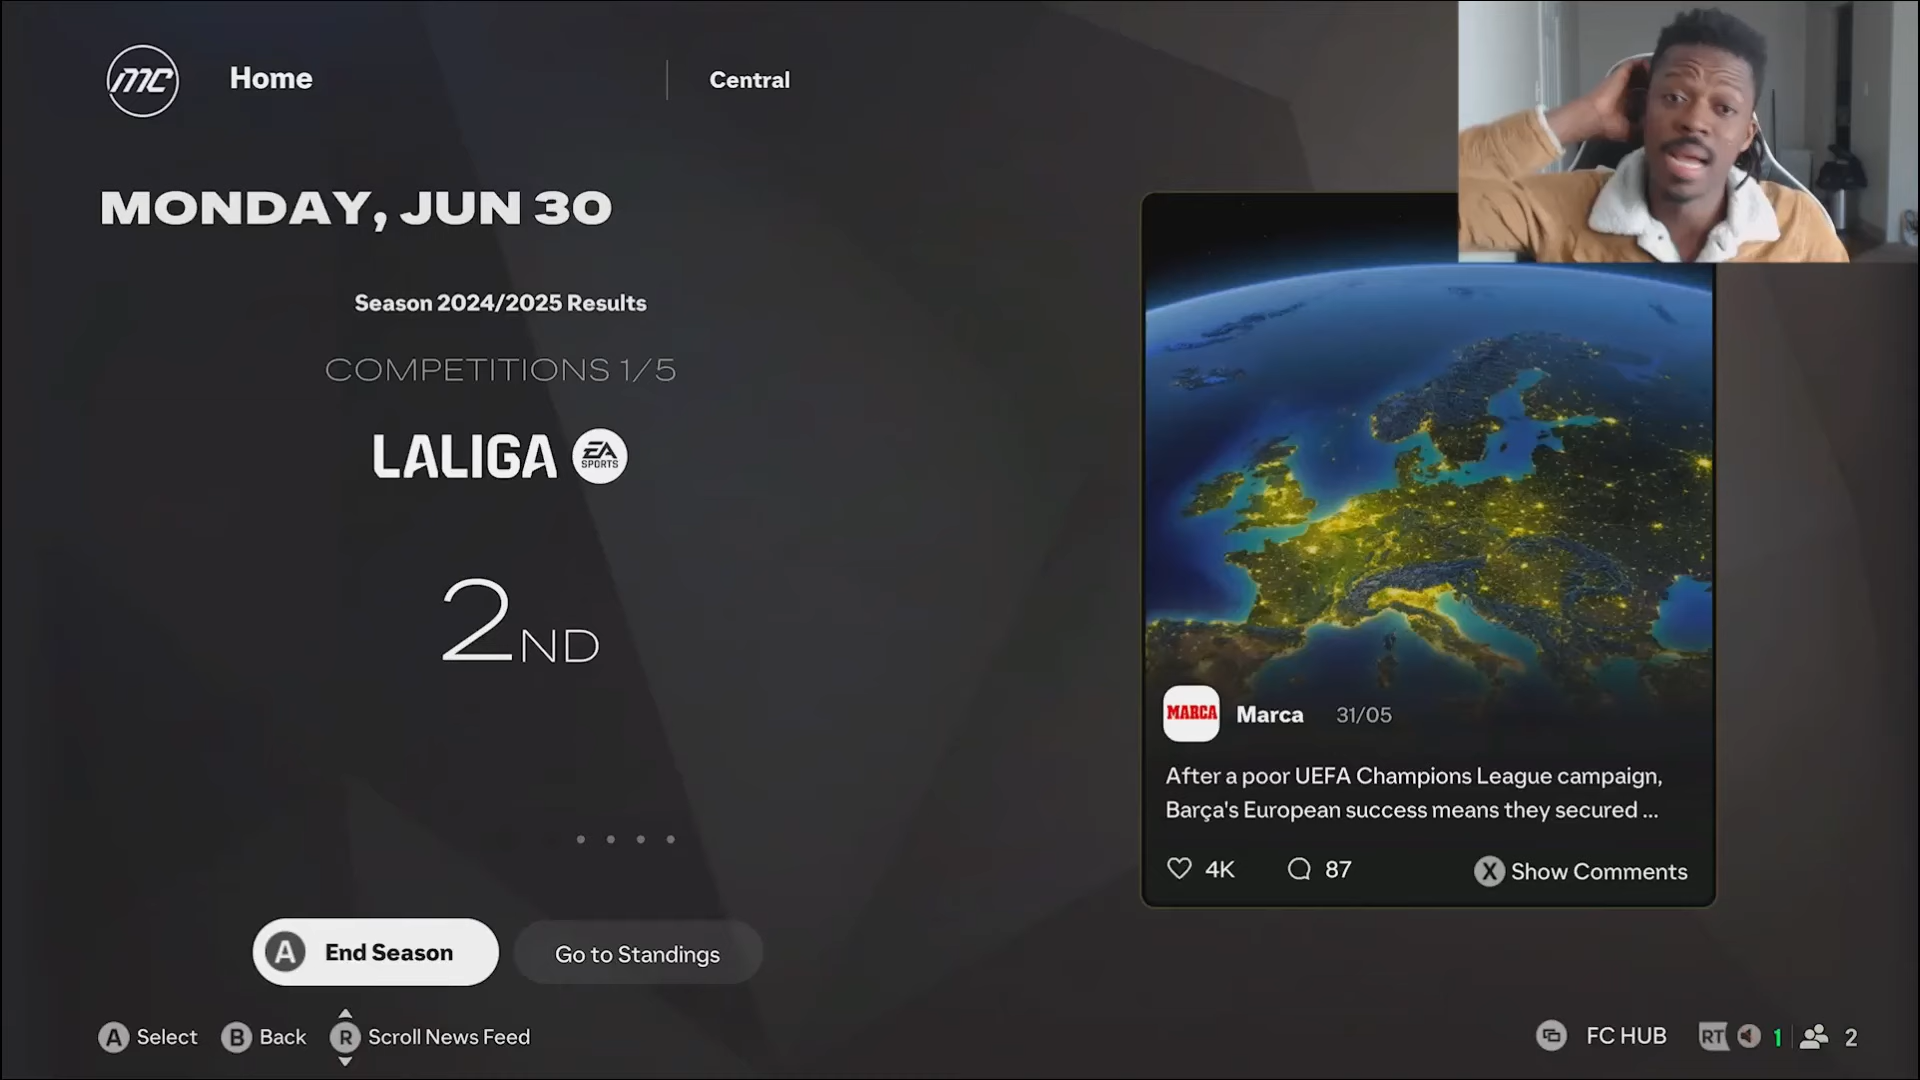 MC
Home
Central
MONDAY, JUN 30
Season 2024/2025 Results
COMPETITIONS 1/5
LALIGA EA SPORTS
2ND
MARCA Marca 31/05
After a poor UEFA Champions League campaign,
Barça's European success means they secured ...
4K 87 X Show Comments
A End Season Go to Standings
A Select B Back R Scroll News Feed FC HUB RT 1 2